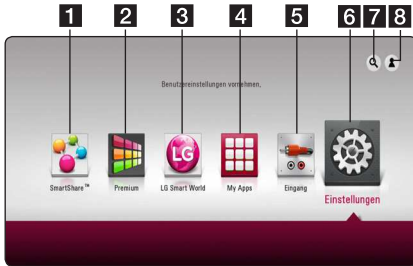 1 2 3 4 5 6 7 8
Benutzereinstellungen vornehmen.
LG
SmartShare™ Premium LG Smart World My Apps Eingang
Einstellungen